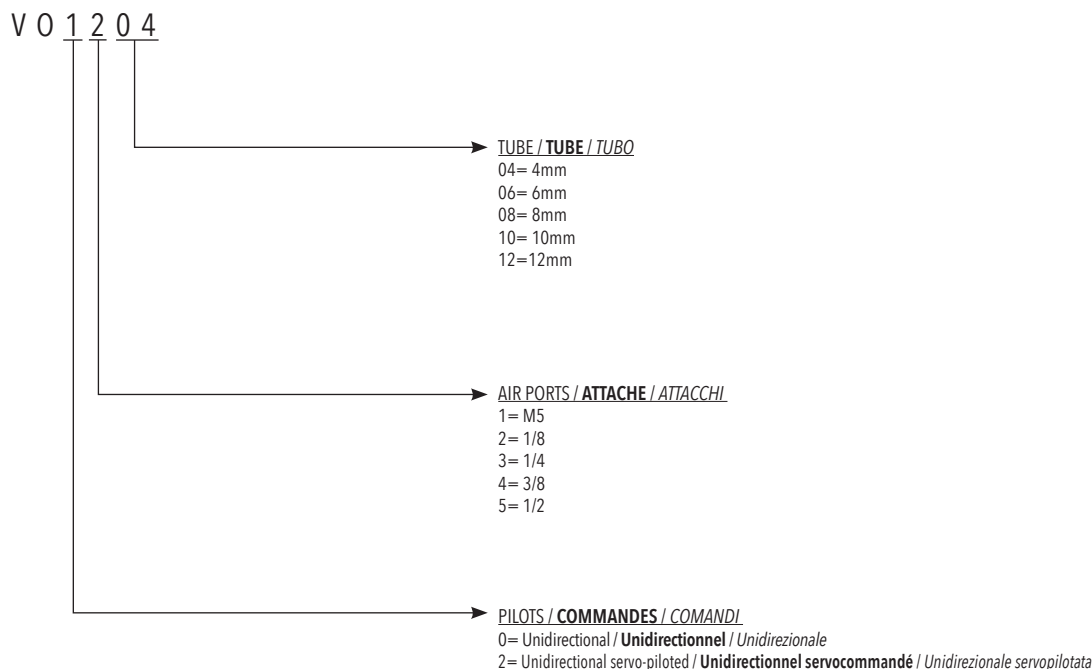 V O 1 2 0 4
TUBE / TUBE / TUBO
04= 4mm
06= 6mm
08= 8mm
10= 10mm
12=12mm
AIR PORTS / ATTACHE / ATTACCHI
1= M5
2= 1/8
3= 1/4
4= 3/8
5= 1/2
PILOTS / COMMANDES / COMANDI
0= Unidirectional / Unidirectionnel / Unidirezionale
2= Unidirectional servo-piloted / Unidirectionnel servocommandé / Unidirezionale servopilotata